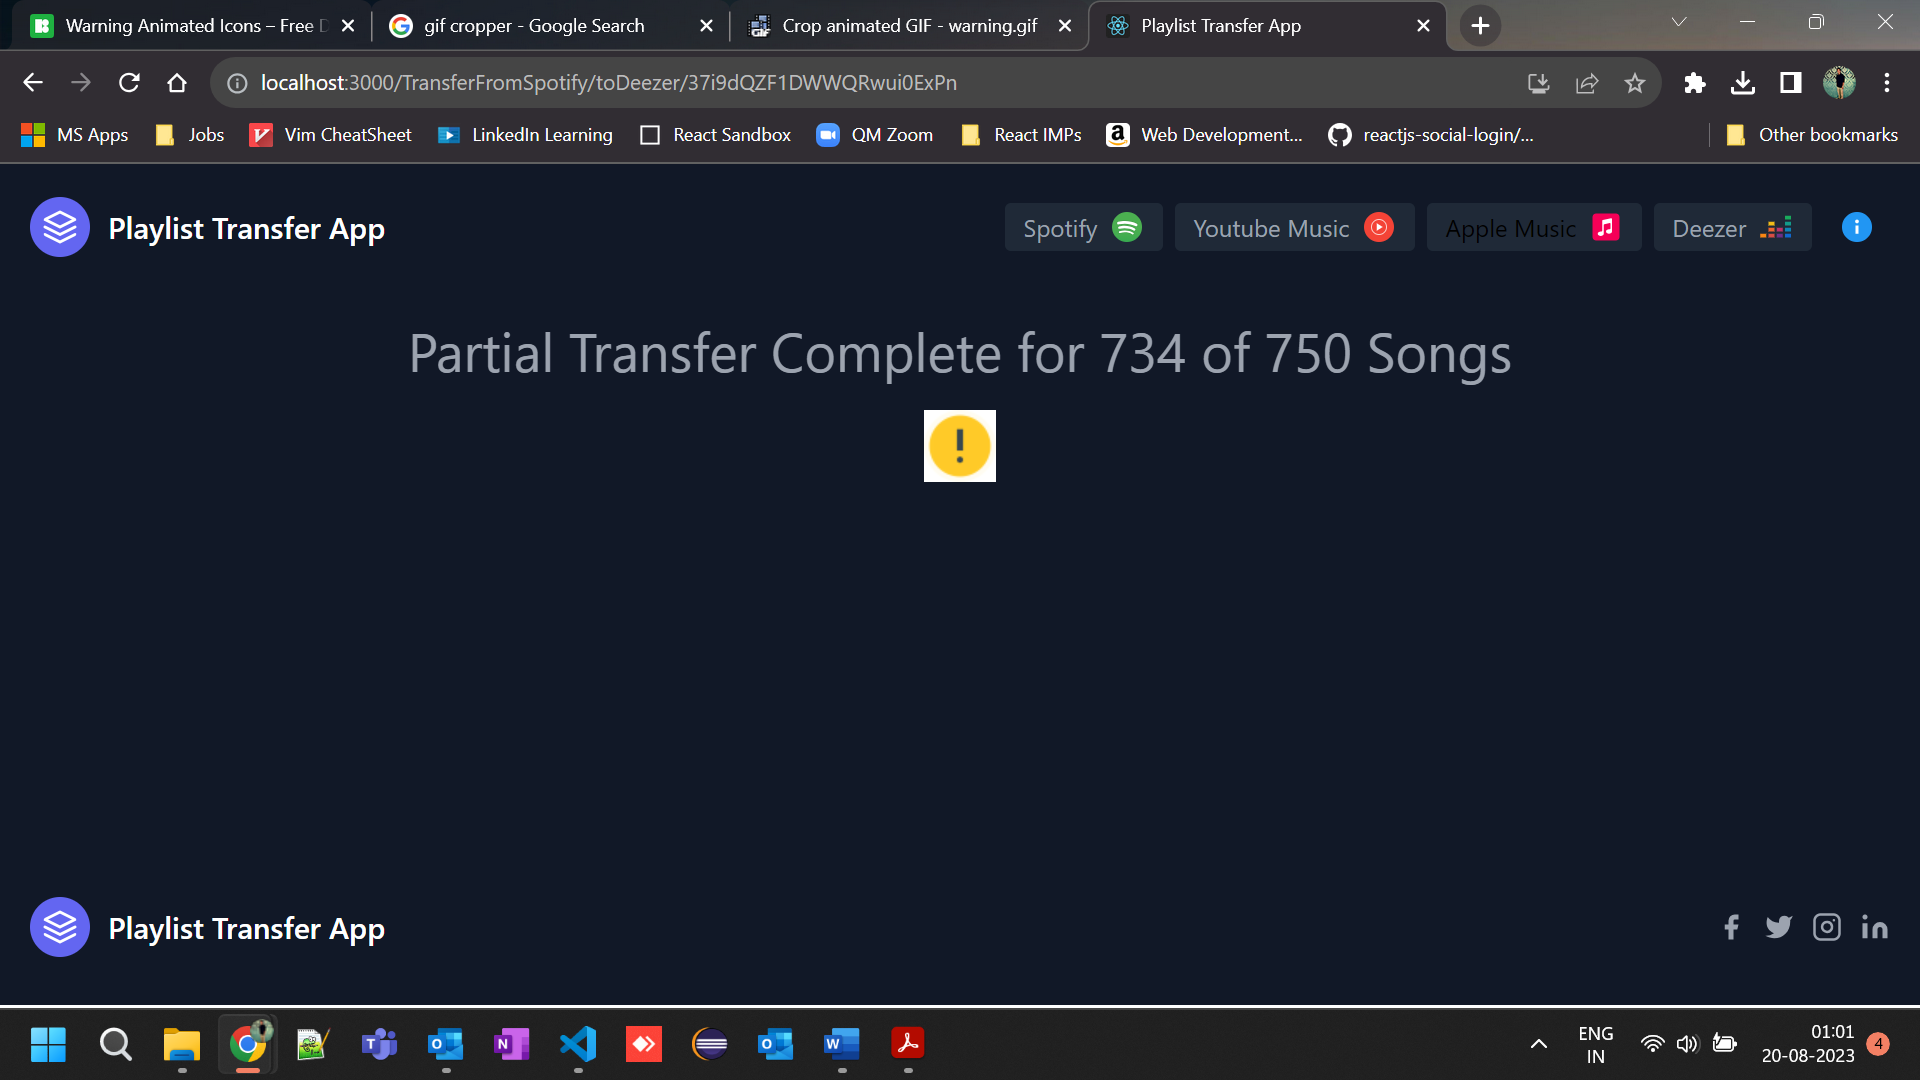 Warning Animated Icons – Free D
gif cropper - Google Search
Crop animated GIF - warning.gif
Playlist Transfer App
localhost:3000/TransferFromSpotify/toDeezer/37i9dQZF1DWWQRwui0ExPn
MS Apps
Jobs
Vim CheatSheet
LinkedIn Learning
React Sandbox
QM Zoom
React IMPs
Web Development...
reactjs-social-login/...
Other bookmarks
Playlist Transfer App
Spotify
Youtube Music
Apple Music
Deezer
Partial Transfer Complete for 734 of 750 Songs
Playlist Transfer App
ENG
IN
01:01
20-08-2023
4